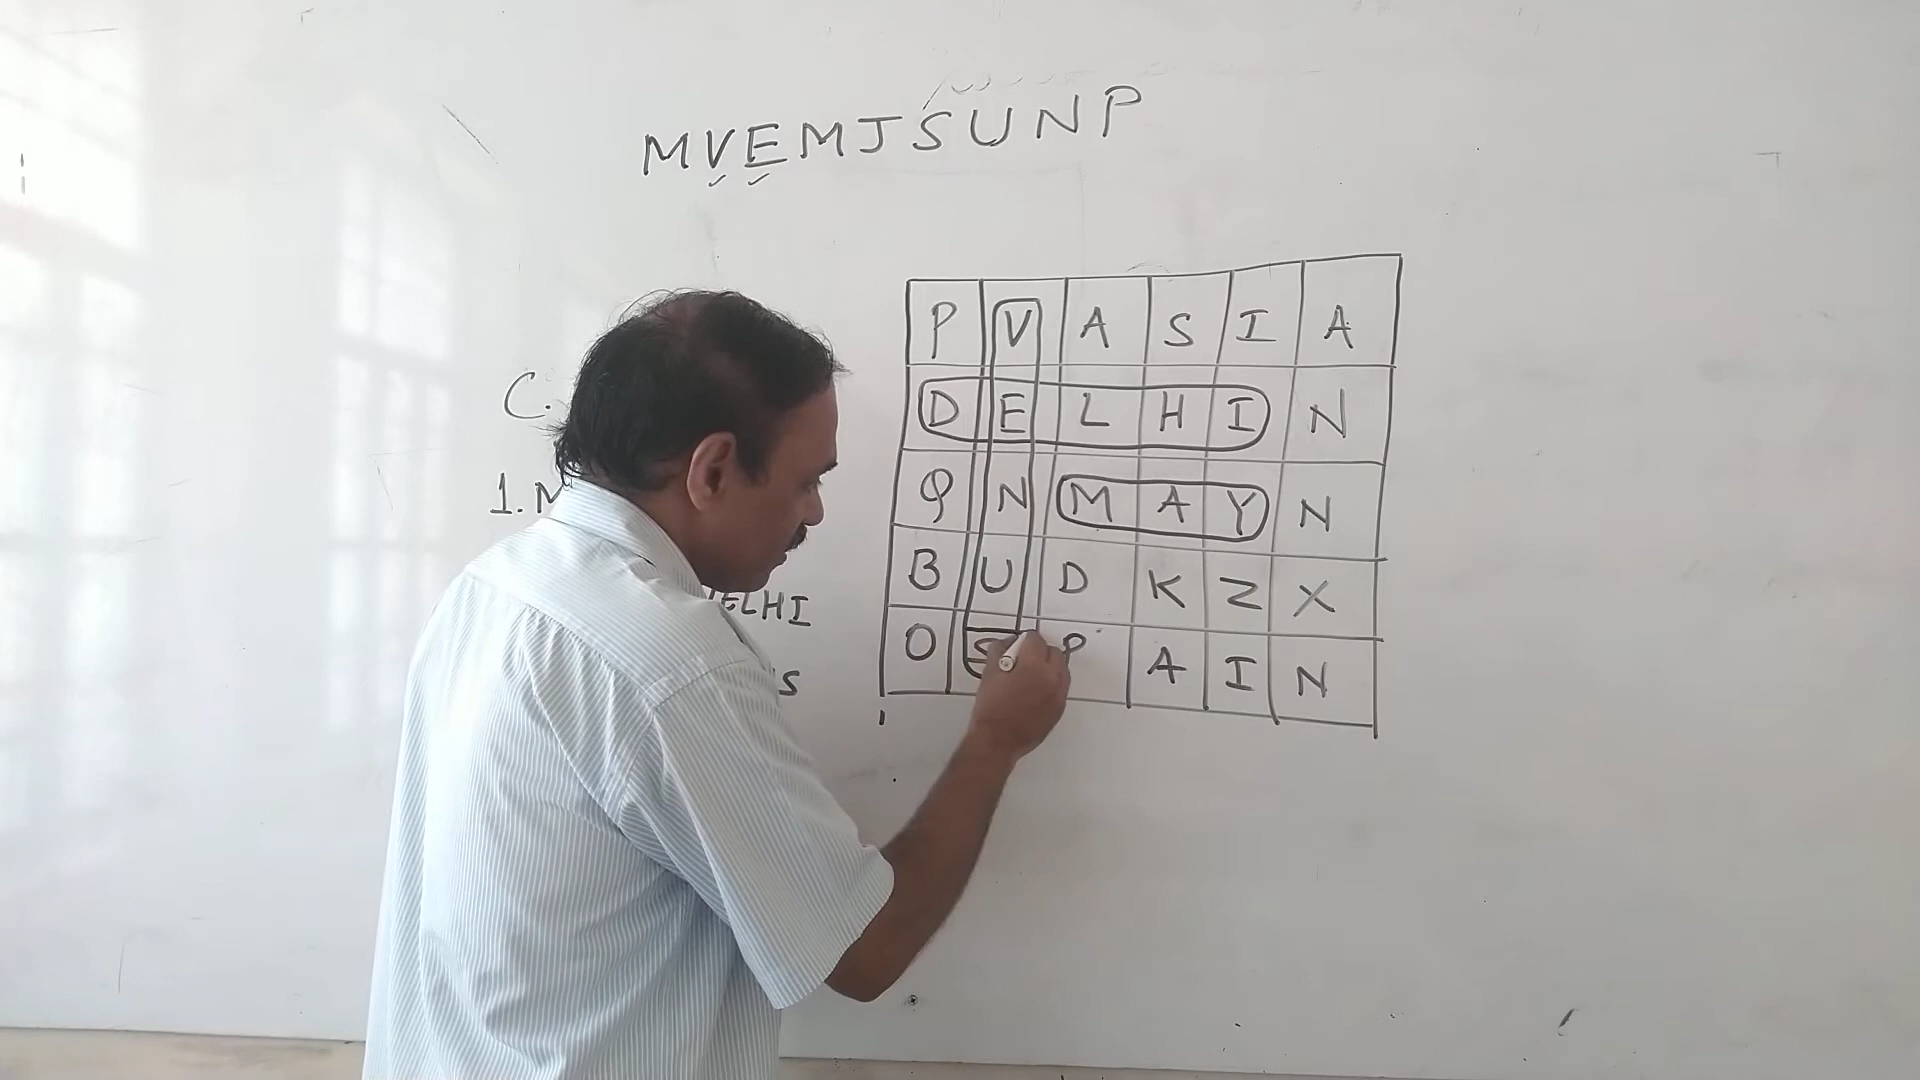 MVEMJSUNP
C.
1. M
P V A S I A
D E L H I N
Q N M A Y N
B U D K Z X
ELHI
O S P A I N
S